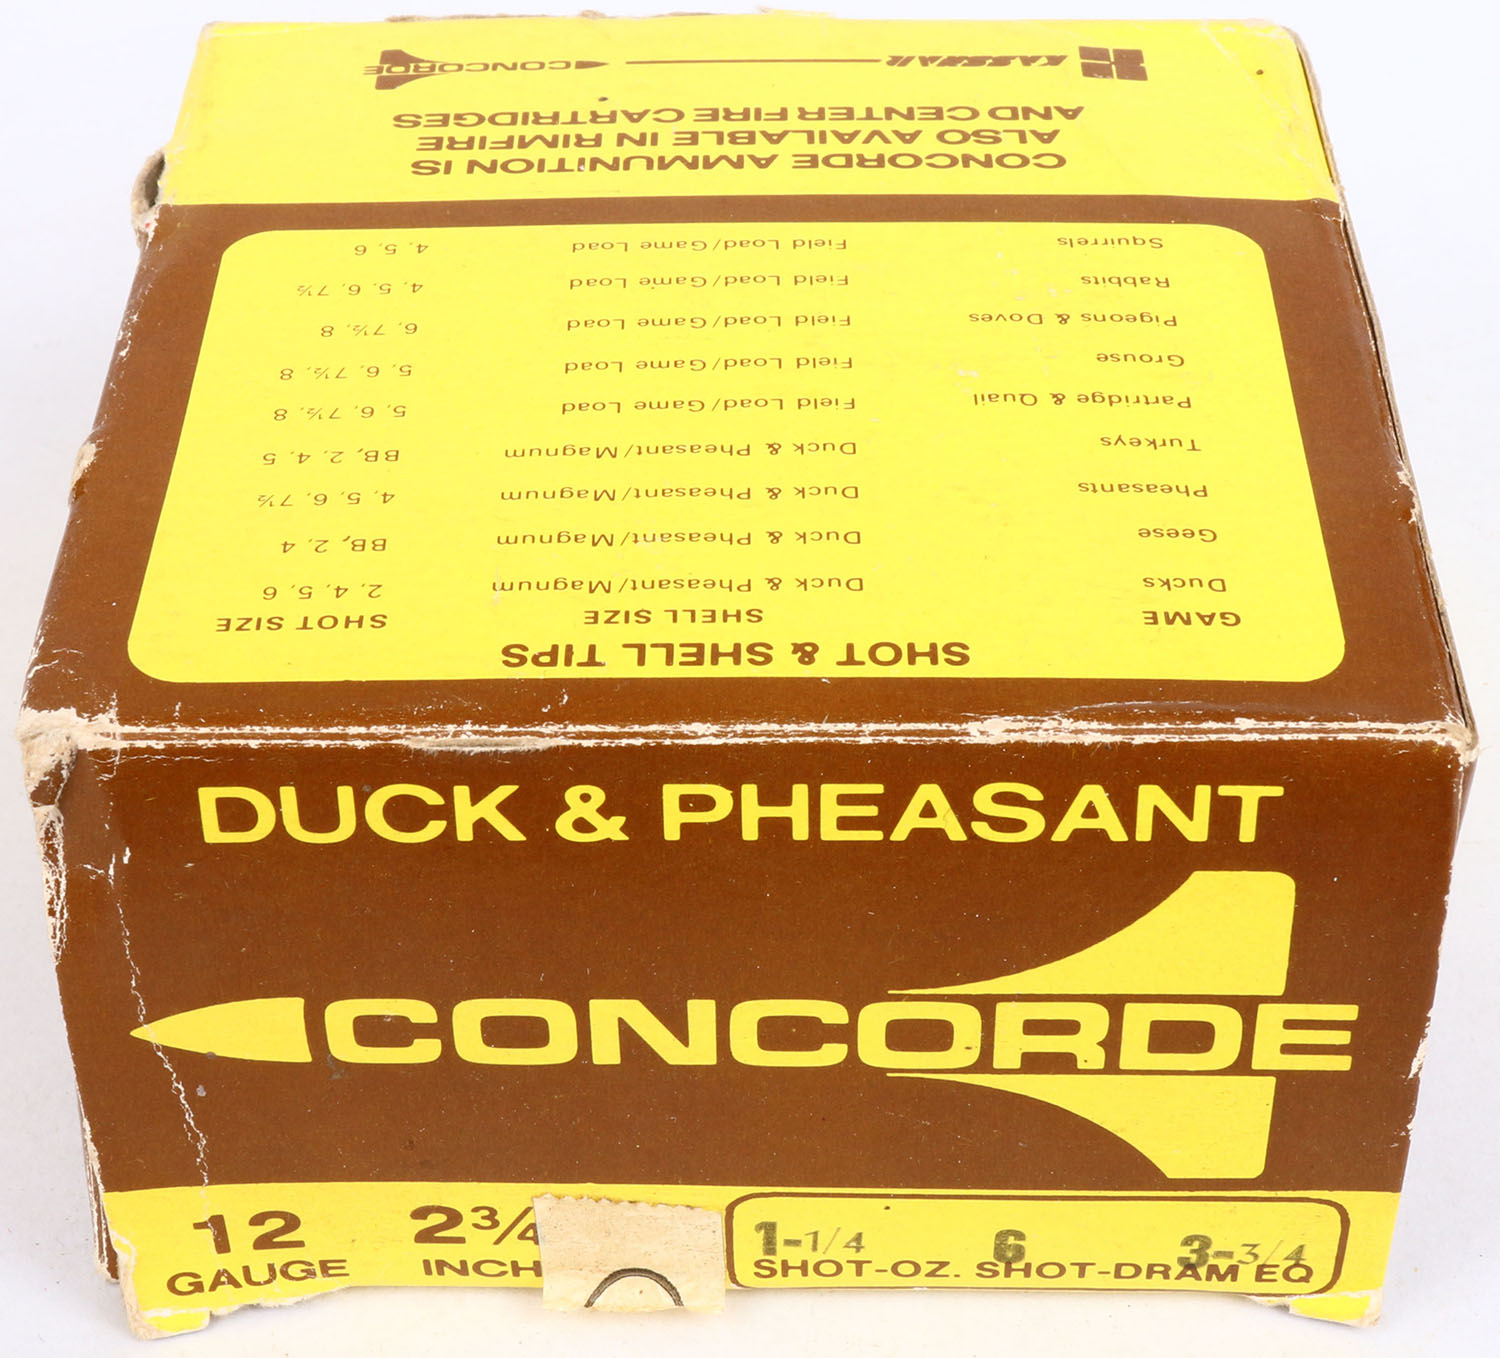 DUCK & PHEASANT
CONCORDE
12 GAUGE
2 3/4 INCH
1-1/4 6 3-3/4
SHOT-OZ. SHOT-DRAM EQ
SHOT & SHELL TIPS
GAME SHELL SIZE SHOT SIZE
Ducks Duck & Pheasant/Magnum 2, 4, 5, 6
Geese Duck & Pheasant/Magnum BB, 2, 4
Pheasants Duck & Pheasant/Magnum 4, 5, 6, 7½
Turkeys Duck & Pheasant/Magnum BB, 2, 4, 5
Partridge & Quail Field Load/Game Load 5, 6, 7½, 8
Grouse Field Load/Game Load 5, 6, 7½, 8
Pigeons & Doves Field Load/Game Load 6, 7½, 8
Rabbits Field Load/Game Load 4, 5, 6, 7½
Squirrels Field Load/Game Load 4, 5, 6
CONCORDE AMMUNITION IS
ALSO AVAILABLE IN RIMFIRE
AND CENTER FIRE CARTRIDGES
KASSNAR CONCORDE